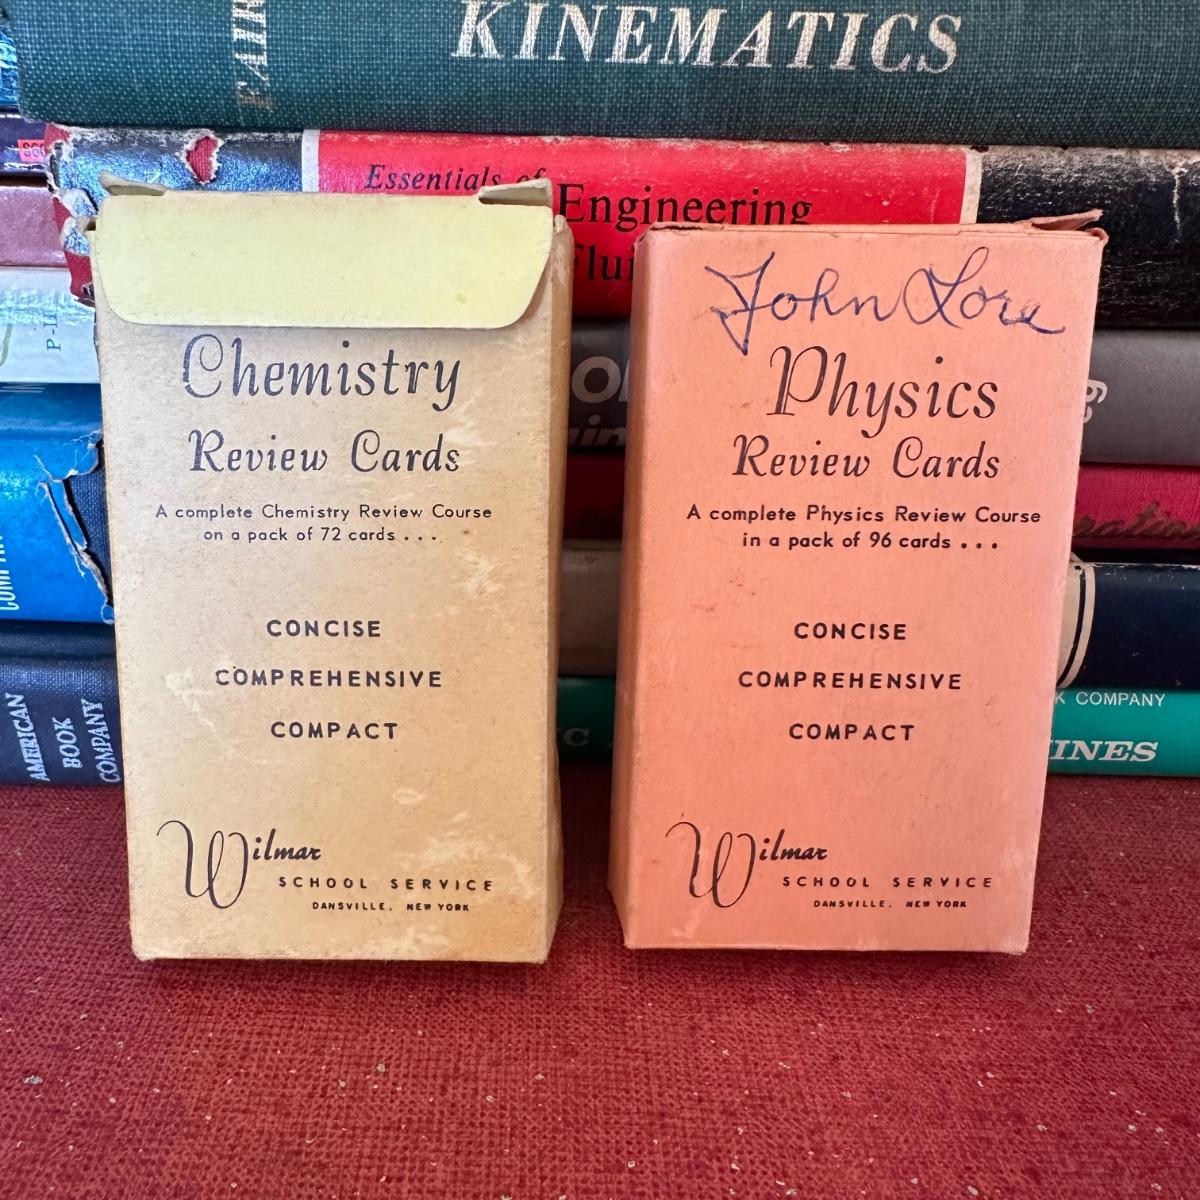 FAIR
KINEMATICS
Essentials of
Engineering
Flui
P-H
John Lore
Chemistry
Review Cards
A complete Chemistry Review Course
on a pack of 72 cards . . .
CONCISE
COMPREHENSIVE
COMPACT
Wilmar
SCHOOL SERVICE
DANSVILLE, NEW YORK
Physics
Review Cards
A complete Physics Review Course
in a pack of 96 cards . . .
CONCISE
COMPREHENSIVE
COMPACT
Wilmar
SCHOOL SERVICE
DANSVILLE, NEW YORK
AMERICAN
BOOK
COMPANY
K COMPANY
INES